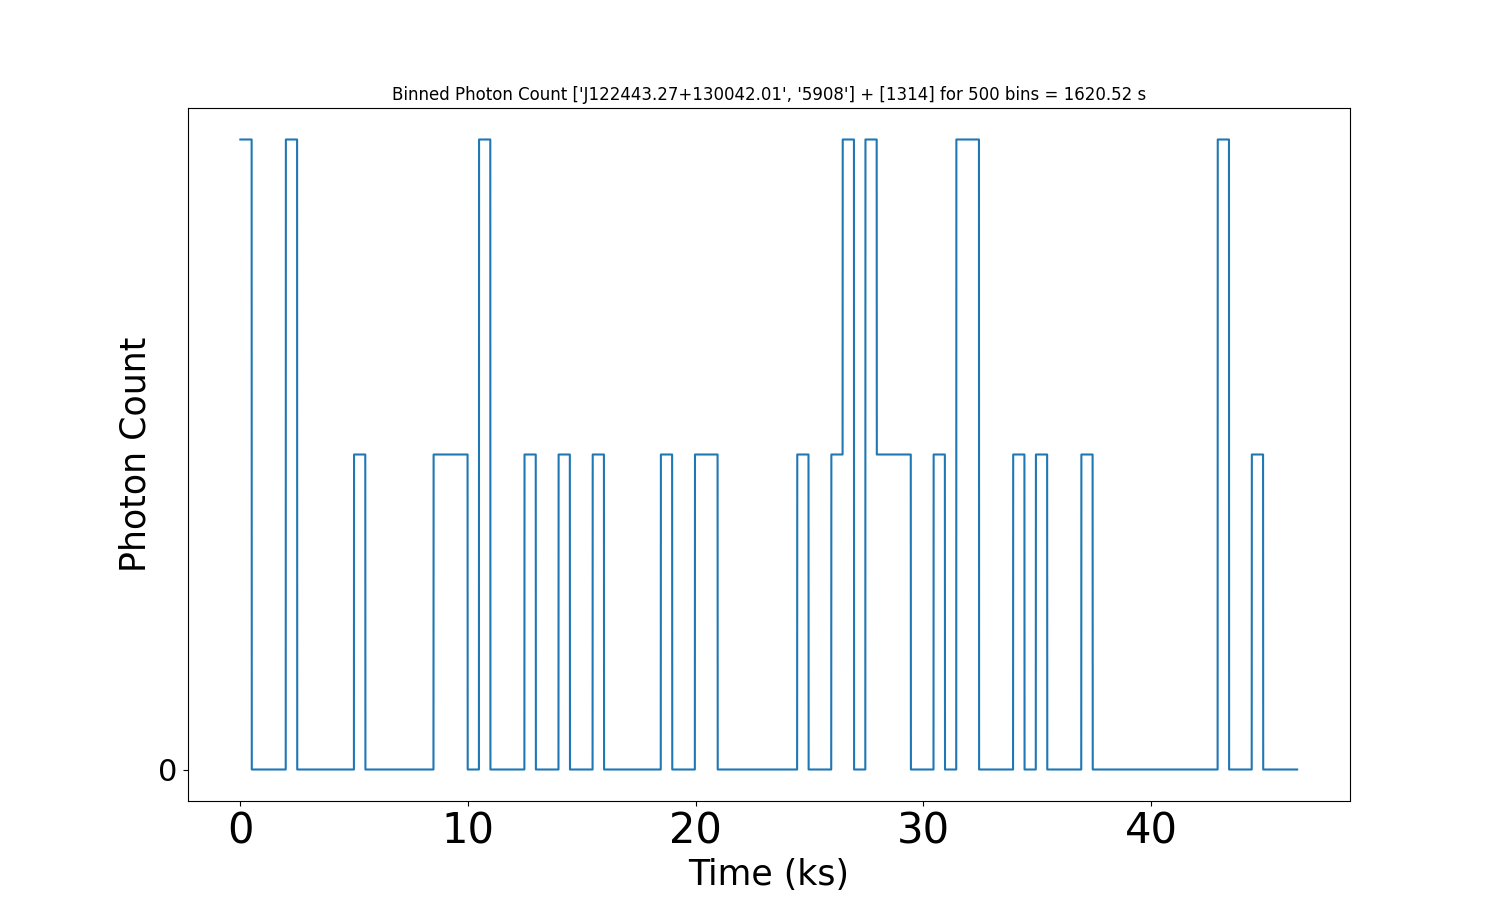 Binned Photon Count ['J122443.27+130042.01', '5908'] + [1314] for 500 bins = 1620.52 s
Photon Count
0
0 10 20 30 40
Time (ks)